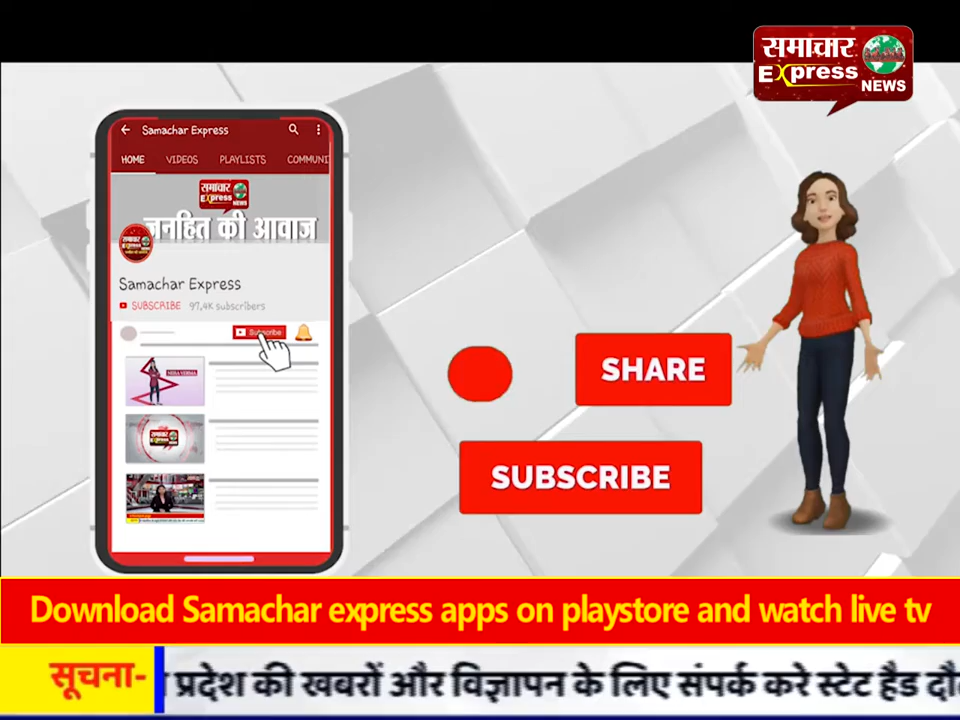 समाचार
Express
NEWS
Samachar Express
HOME VIDEOS PLAYLISTS COMMUNI
समाचार
Express
NEWS
जनहित की आवाज
Samachar Express
SUBSCRIBE 97.4K subscribers
Subscribe
SHARE
SUBSCRIBE
Download Samachar express apps on playstore and watch live tv
सूचना- प्रदेश की खबरों और विज्ञापन के लिए संपर्क करे स्टेट हैड